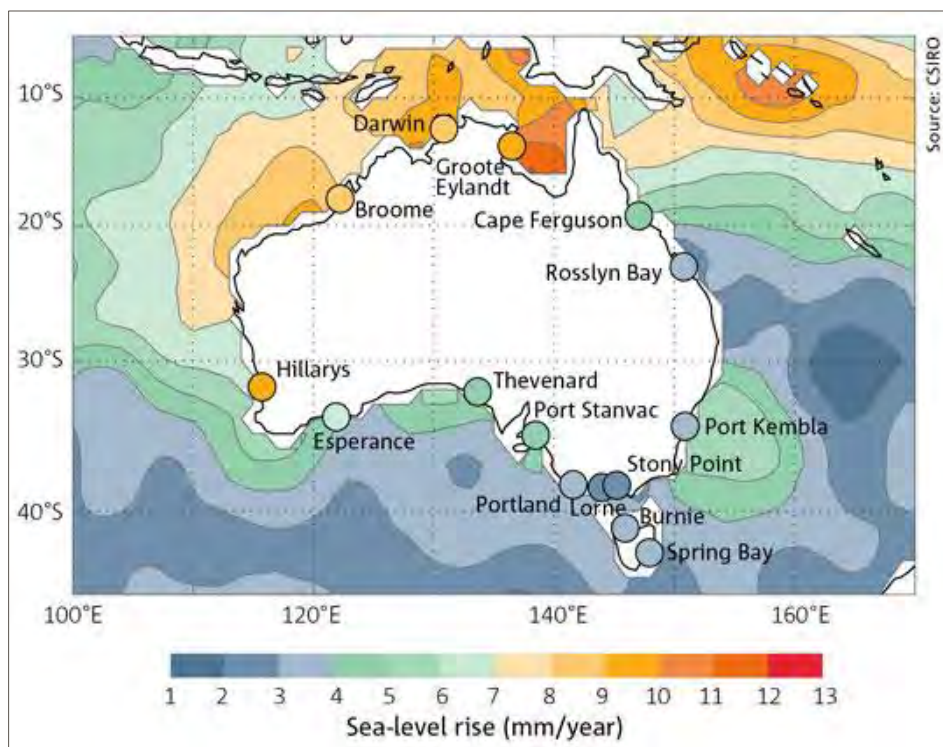 Source: CSIRO
10°S
Darwin
Groote
Eylandt
Broome
20°S
Cape Ferguson
Rosslyn Bay
30°S
Hillarys
Thevenard
Port Stanvac
Esperance
Port Kembla
Stony Point
Portland
Lorne
40°S
Burnie
Spring Bay
100°E 120°E 140°E 160°E
1 2 3 4 5 6 7 8 9 10 11 12 13
Sea-level rise (mm/year)